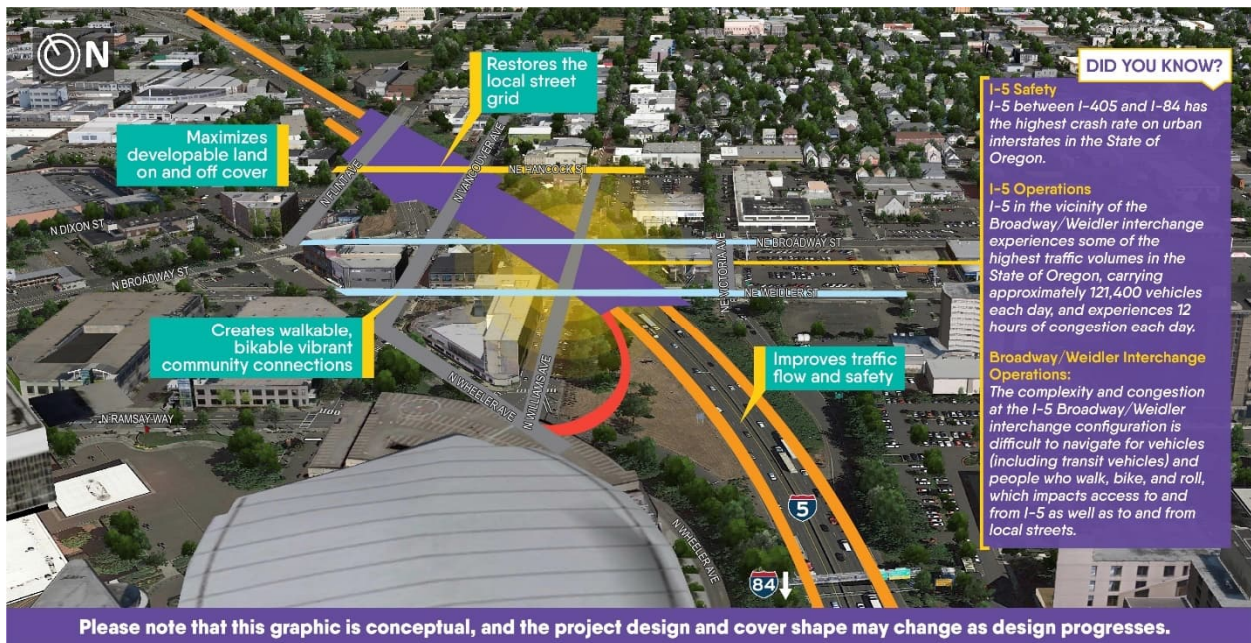 N
Restores the
local street
grid
Maximizes
developable land
on and off cover
N FLINT AVE
N VANCOUVER AVE
NE HANCOCK ST
N DIXON ST
NE BROADWAY ST
N BROADWAY ST
NE VICTORIA AVE
NE WEIDLER ST
Creates walkable,
bikable vibrant
community connections
Improves traffic
flow and safety
N WHEELER AVE
N WILLIAMS AVE
N RAMSAY WAY
N WHEELER AVE
5
84
DID YOU KNOW?
I-5 Safety
I-5 between I-405 and I-84 has
the highest crash rate on urban
interstates in the State of
Oregon.
I-5 Operations
I-5 in the vicinity of the
Broadway/Weidler interchange
experiences some of the
highest traffic volumes in the
State of Oregon, carrying
approximately 121,400 vehicles
each day, and experiences 12
hours of congestion each day.
Broadway/Weidler Interchange
Operations:
The complexity and congestion
at the I-5 Broadway/Weidler
interchange configuration is
difficult to navigate for vehicles
(including transit vehicles) and
people who walk, bike, and roll,
which impacts access to and
from I-5 as well as to and from
local streets.
Please note that this graphic is conceptual, and the project design and cover shape may change as design progresses.